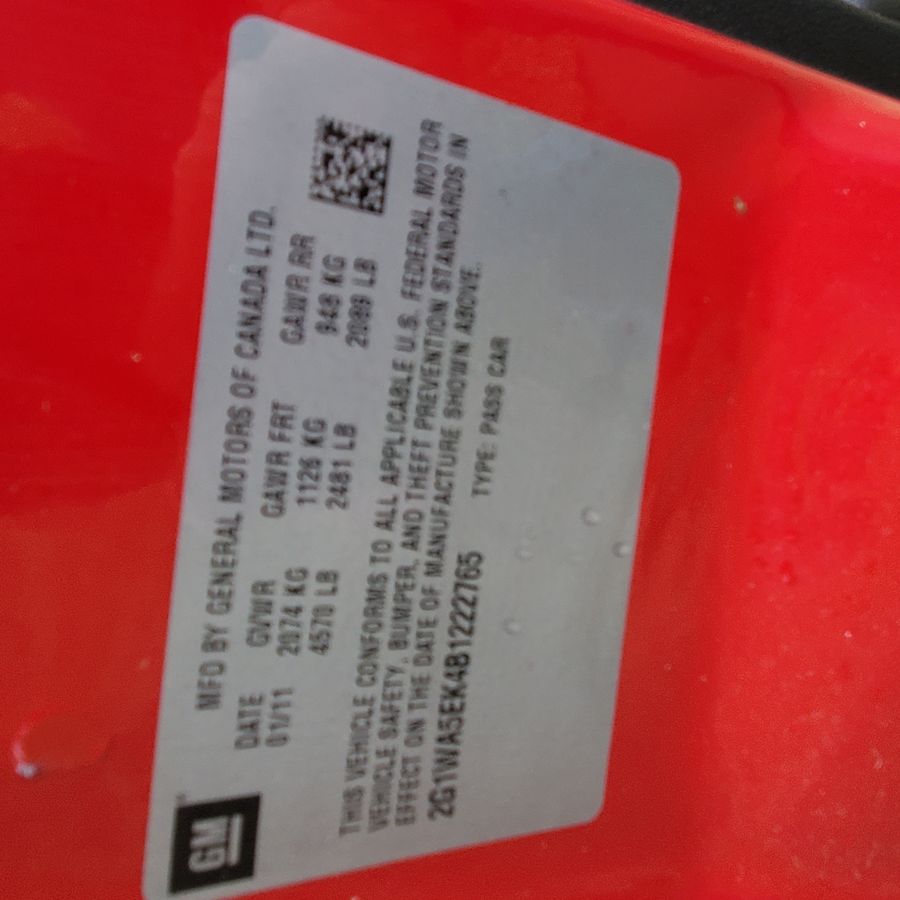 GM
MFD BY GENERAL MOTORS OF CANADA LTD.
DATE GVWR GAWR FRT GAWR RR
01/11 2074 KG 1126 KG 948 KG
4570 LB 2481 LB 2089 LB
THIS VEHICLE CONFORMS TO ALL APPLICABLE U.S. FEDERAL MOTOR
VEHICLE SAFETY, BUMPER, AND THEFT PREVENTION STANDARDS IN
EFFECT ON THE DATE OF MANUFACTURE SHOWN ABOVE.
2G1WA5EK4B1222765 TYPE: PASS CAR